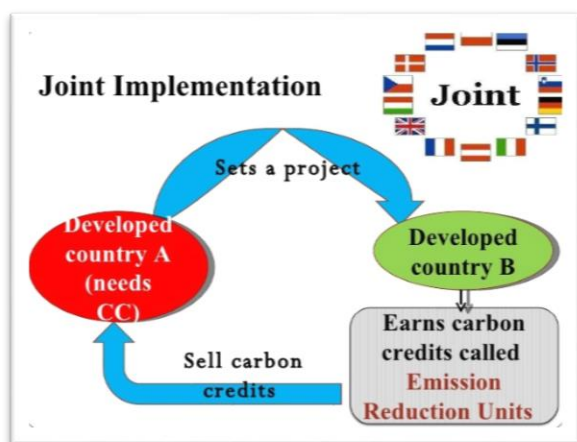 Joint Implementation
Joint
Sets a project
Developed
country A
(needs
CC)
Developed
country B
Earns carbon
credits called
Emission
Reduction Units
Sell carbon
credits